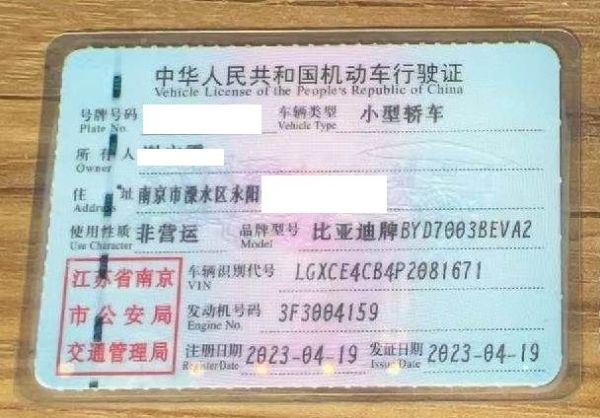 中华人民共和国机动车行驶证
Vehicle License of the People's Republic of China
号牌号码 车辆类型 小型轿车
Plate No. Vehicle Type
所有人
Owner
住址 南京市溧水区永阳
Address
使用性质 非营运 品牌型号 比亚迪牌BYD7003BEVA2
Use Character Model
江苏省南京
市公安局
交通管理局
车辆识别代号 LGXCE4CB4P2081671
VIN
发动机号码 3F3004159
Engine No.
注册日期 2023-04-19 发证日期 2023-04-19
Register Date Issue Date